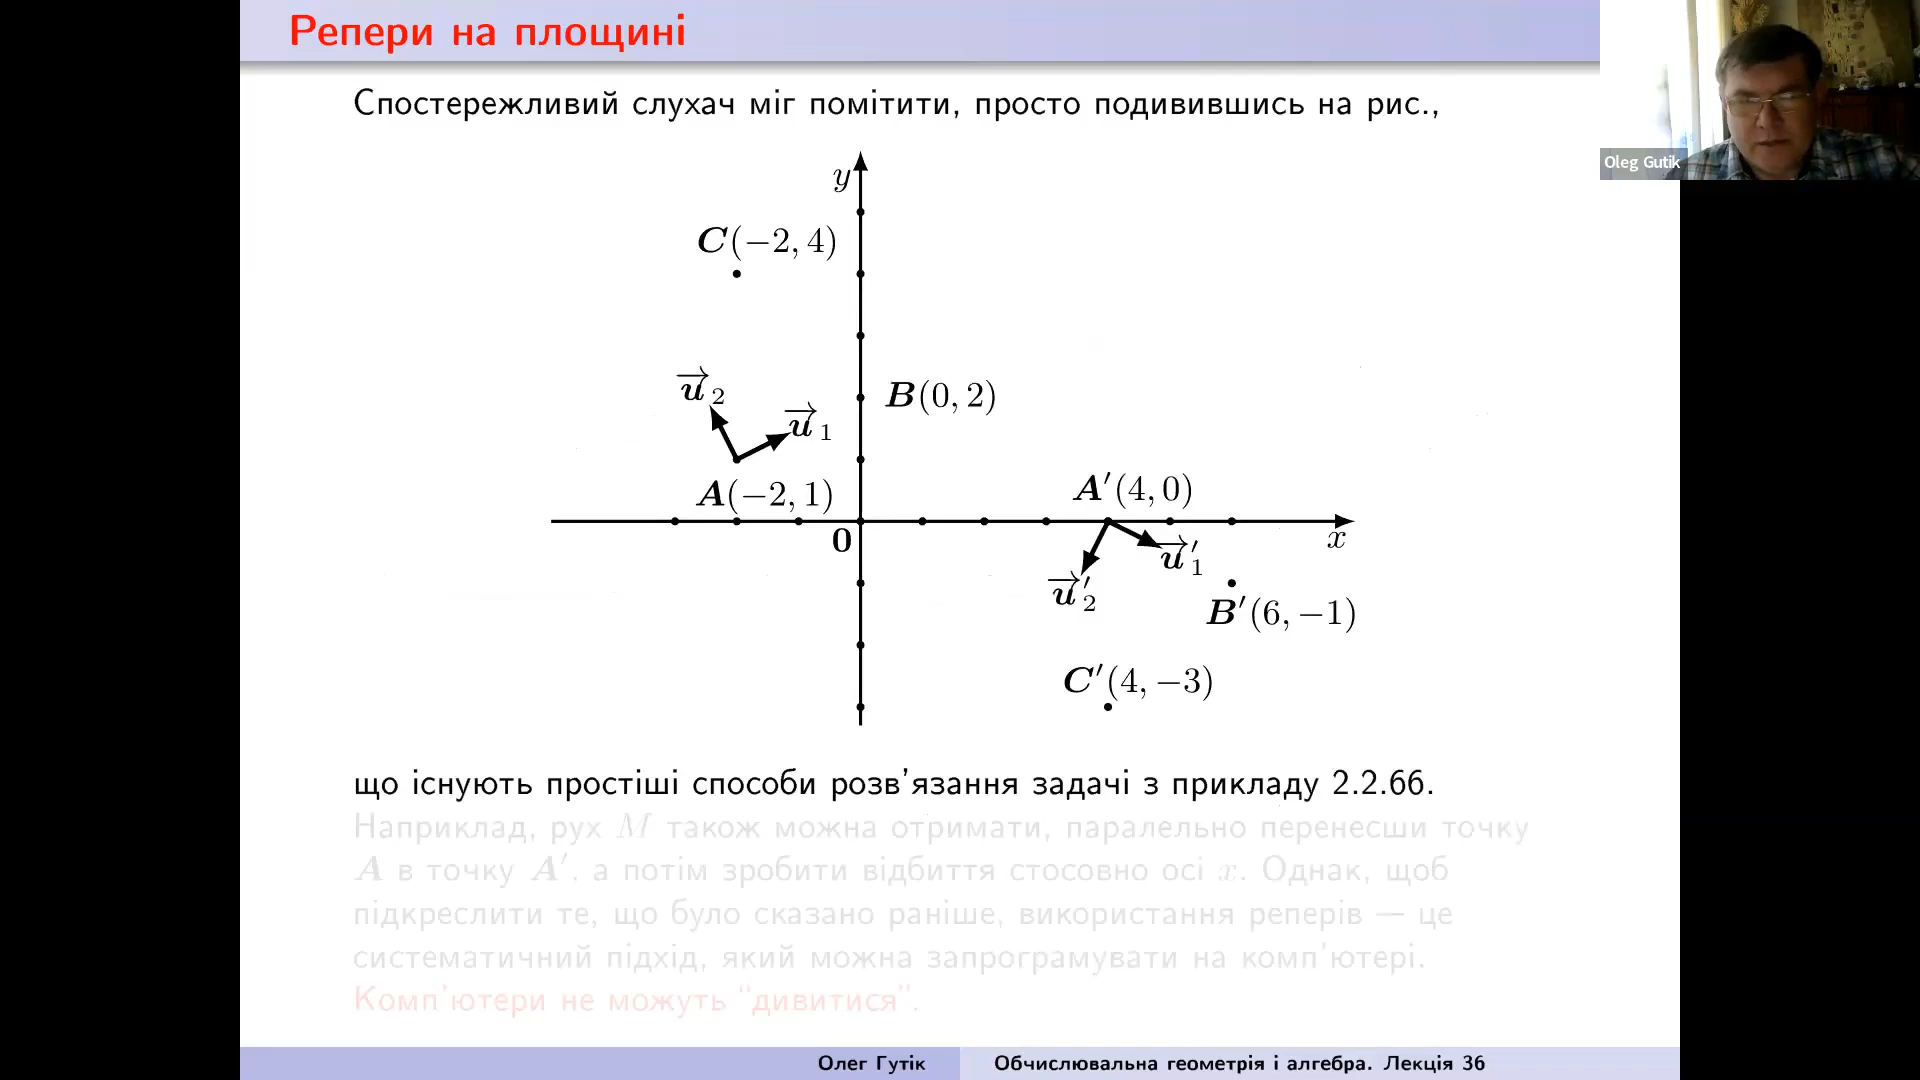 Репери на площині
Oleg Gutik
Спостережливий слухач міг помітити, просто подивившись на рис.,
y
C(−2, 4)
u⃗ 2
u⃗ 1
B(0, 2)
A(−2, 1)
A′(4, 0)
0
x
u⃗′1
u⃗′2
B′(6, −1)
C′(4, −3)
що існують простіші способи розв'язання задачі з прикладу 2.2.66.
Наприклад, рух M також можна отримати, паралельно перенесши точку
A в точку A′, а потім зробити відбиття стосовно осі x. Однак, щоб
підкреслити те, що було сказано раніше, використання реперів — це
систематичний підхід, який можна запрограмувати на комп'ютері.
Комп'ютери не можуть “дивитися”.
Олег Гутік
Обчислювальна геометрія і алгебра. Лекція 36